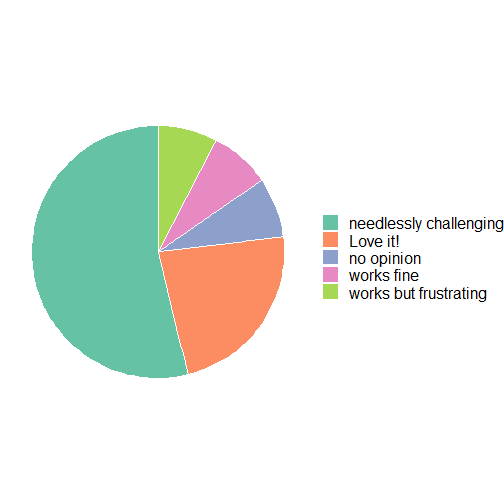 needlessly challenging
Love it!
no opinion
works fine
works but frustrating